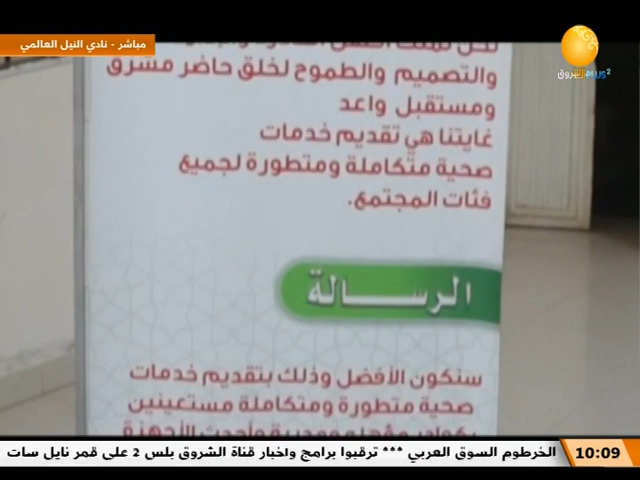 مباشر - نادي النيل العالمي
الشروق PLUS²
والتصميم والطموح لخلق حاضر مشرق
ومستقبل واعد
غايتنا هي تقديم خدمات
صحية متكاملة ومتطورة لجميع
فئات المجتمع.
الرسالة
سنكون الأفضل وذلك بتقديم خدمات
صحية متطورة ومتكاملة مستعينين
الخرطوم السوق العربي *** ترقبوا برامج واخبار قناة الشروق بلس 2 على قمر نايل سات
10:09